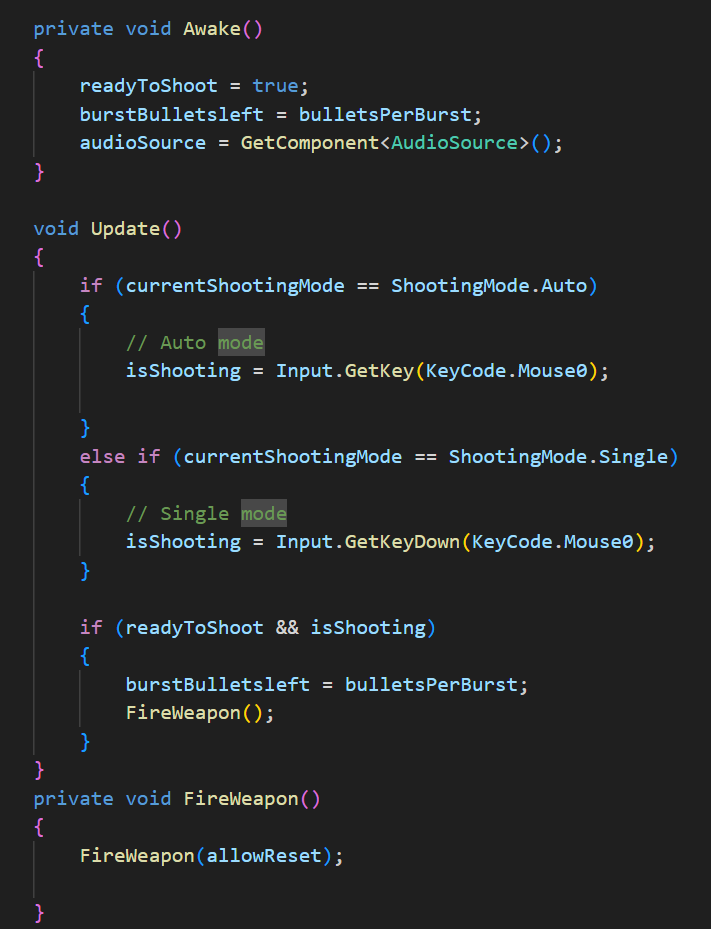 private void Awake()
{
    readyToShoot = true;
    burstBulletsleft = bulletsPerBurst;
    audioSource = GetComponent<AudioSource>();
}

void Update()
{
    if (currentShootingMode == ShootingMode.Auto)
    {
        // Auto mode
        isShooting = Input.GetKey(KeyCode.Mouse0);

    }
    else if (currentShootingMode == ShootingMode.Single)
    {
        // Single mode
        isShooting = Input.GetKeyDown(KeyCode.Mouse0);
    }

    if (readyToShoot && isShooting)
    {
        burstBulletsleft = bulletsPerBurst;
        FireWeapon();
    }
}
private void FireWeapon()
{
    FireWeapon(allowReset);

}